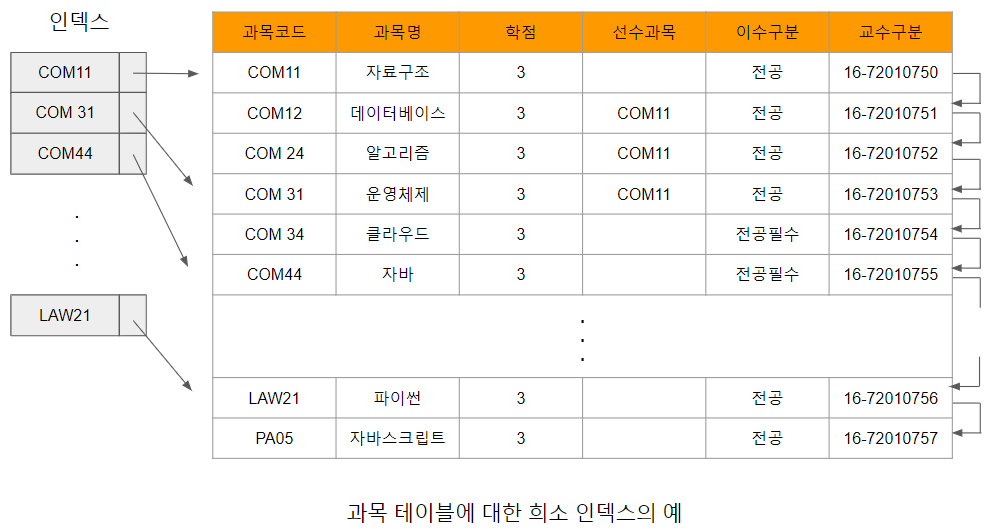 인덱스
COM11
COM 31
COM44
.
.
.
LAW21
과목코드 과목명 학점 선수과목 이수구분 교수구분
COM11 자료구조 3 전공 16-72010750
COM12 데이터베이스 3 COM11 전공 16-72010751
COM 24 알고리즘 3 COM11 전공 16-72010752
COM 31 운영체제 3 COM11 전공 16-72010753
COM 34 클라우드 3 전공필수 16-72010754
COM44 자바 3 전공필수 16-72010755
.
.
.
LAW21 파이썬 3 전공 16-72010756
PA05 자바스크립트 3 전공 16-72010757
과목 테이블에 대한 희소 인덱스의 예